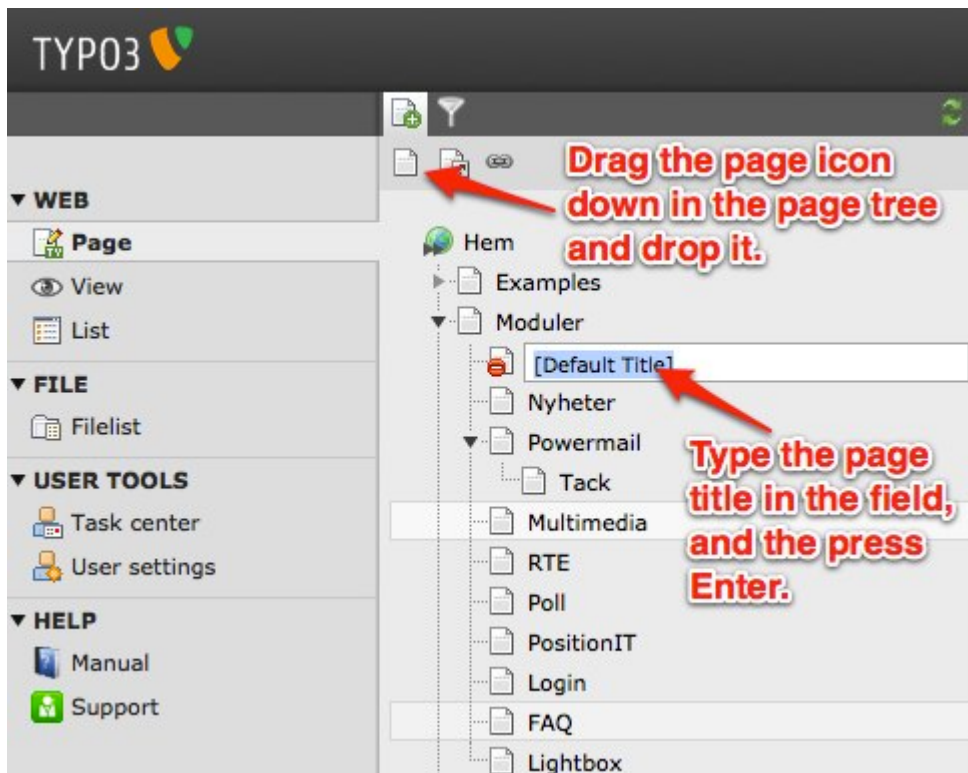 TYPO3
Drag the page icon
down in the page tree
and drop it.
WEB
Page
View
List
FILE
Filelist
USER TOOLS
Task center
User settings
HELP
Manual
Support
Hem
Examples
Moduler
[Default Title]
Nyheter
Powermail
Tack
Multimedia
RTE
Poll
PositionIT
Login
FAQ
Lightbox
Type the page
title in the field,
and the press
Enter.